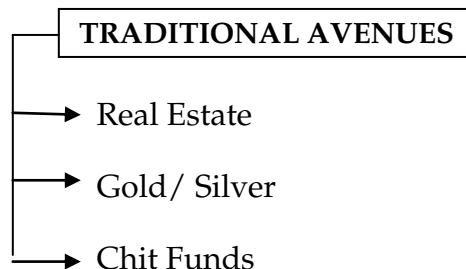 TRADITIONAL AVENUES
Real Estate
Gold/ Silver
Chit Funds